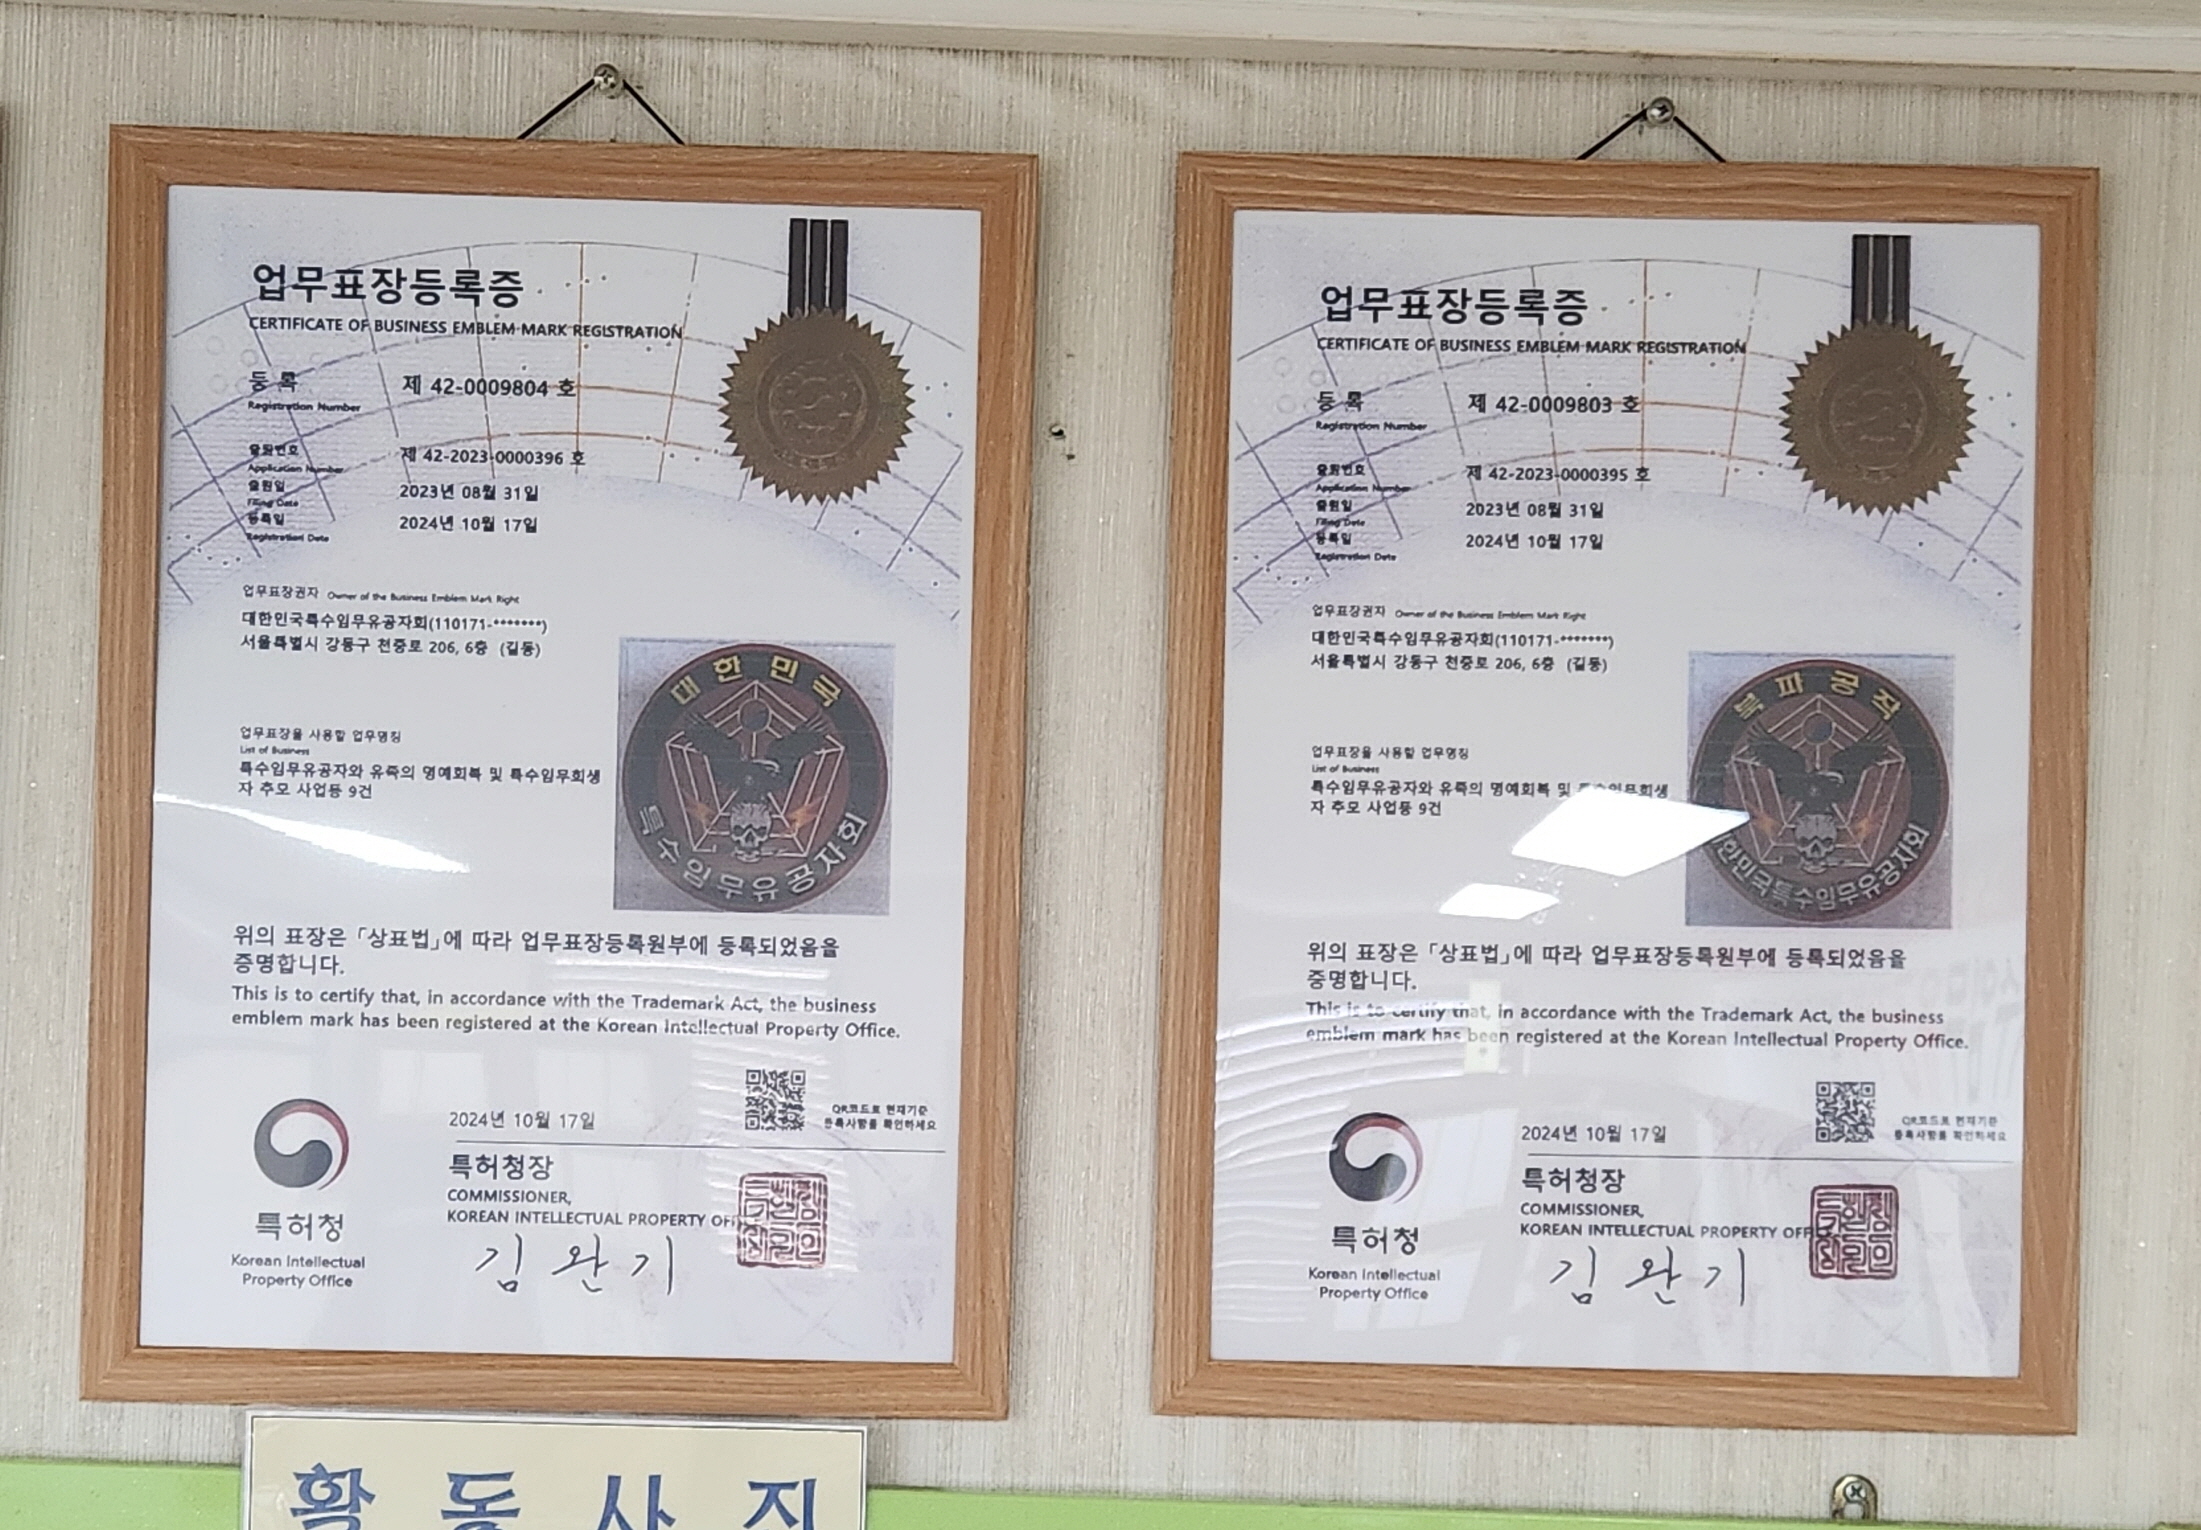 업무표장등록증
CERTIFICATE OF BUSINESS EMBLEM MARK REGISTRATION
등 록 제 42-0009804 호
Registration Number
출원번호 제 42-2023-0000396 호
Application Number
출원일 2023년 08월 31일
Filing Date
등록일 2024년 10월 17일
Registration Date
업무표장권자 Owner of the Business Emblem Mark Right
대한민국특수임무유공자회(110171-*******)
서울특별시 강동구 천중로 206, 6층 (길동)
업무표장을 사용할 업무명칭
List of Business
특수임무유공자와 유족의 명예회복 및 특수임무희생
자 추모 사업등 9건
대한민국
특수임무유공자회
위의 표장은 「상표법」에 따라 업무표장등록원부에 등록되었음을
증명합니다.
This is to certify that, in accordance with the Trademark Act, the business
emblem mark has been registered at the Korean Intellectual Property Office.
2024년 10월 17일
QR코드로 현재기준
등록사항을 확인하세요
특허청장
COMMISSIONER,
KOREAN INTELLECTUAL PROPERTY OFFI
김완기
특허청
Korean Intellectual
Property Office
업무표장등록증
CERTIFICATE OF BUSINESS EMBLEM MARK REGISTRATION
등 록 제 42-0009803 호
Registration Number
출원번호 제 42-2023-0000395 호
Application Number
출원일 2023년 08월 31일
Filing Date
등록일 2024년 10월 17일
Registration Date
업무표장권자 Owner of the Business Emblem Mark Right
대한민국특수임무유공자회(110171-*******)
서울특별시 강동구 천중로 206, 6층 (길동)
업무표장을 사용할 업무명칭
List of Business
특수임무유공자와 유족의 명예회복 및 특수임무희생
자 추모 사업등 9건
북파공작
대한민국특수임무유공자회
위의 표장은 「상표법」에 따라 업무표장등록원부에 등록되었음을
증명합니다.
This is to certify that, in accordance with the Trademark Act, the business
emblem mark has been registered at the Korean Intellectual Property Office.
2024년 10월 17일
QR코드로 현재기준
등록사항을 확인하세요
특허청장
COMMISSIONER,
KOREAN INTELLECTUAL PROPERTY OFFIC
김완기
특허청
Korean Intellectual
Property Office
활동사진